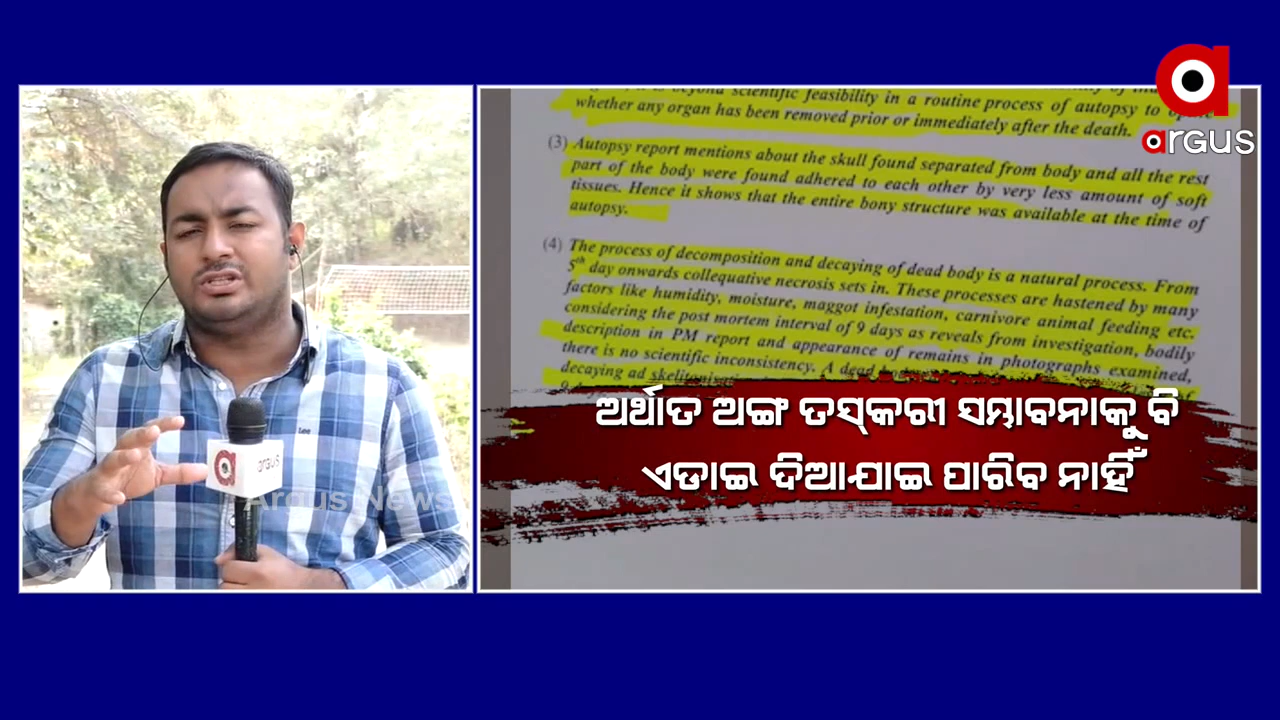 argus
whether any organ has been removed prior or immediately after the death.
scientific feasibility in a routine process of autopsy to
(3) Autopsy report mentions about the skull found separated from body and all the rest
part of the body were found adhered to each other by very less amount of soft
tissues. Hence it shows that the entire bony structure was available at the time of
autopsy.
(4) The process of decomposition and decaying of dead body is a natural process. From
5th day onwards collequative necrosis sets in. These processes are hastened by many
factors like humidity, moisture, maggot infestation, carnivore animal feeding etc.
considering the post mortem interval of 9 days as reveals from investigation, bodily
description in PM report and appearance of remains in photographs examined,
there is no scientific inconsistency. A dead
decaying ad
ଅର୍ଥାତ ଅଙ୍ଗ ତସ୍କରୀ ସମ୍ଭାବନାକୁ ବି
ଏଡାଇ ଦିଆଯାଇ ପାରିବ ନାହିଁ
Lee
argus
Argus News